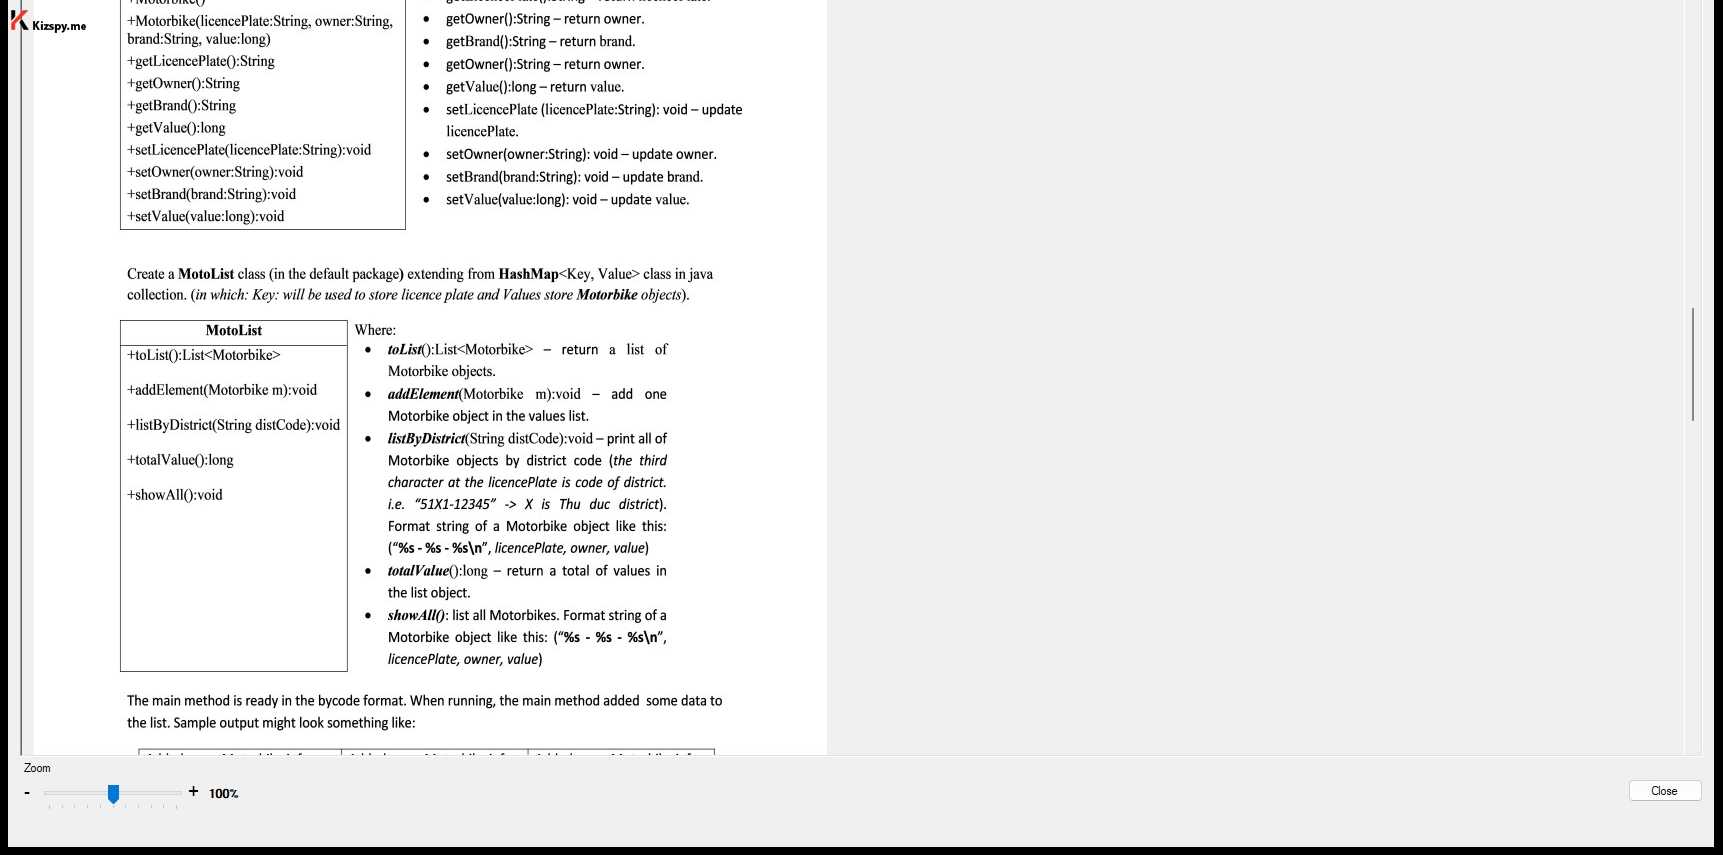 Kizspy.me
+Motorbike()
+Motorbike(licencePlate:String, owner:String,
brand:String, value:long)
+getLicencePlate():String
+getOwner():String
+getBrand():String
+getValue():long
+setLicencePlate(licencePlate:String):void
+setOwner(owner:String):void
+setBrand(brand:String):void
+setValue(value:long):void
• getOwner():String – return owner.
• getBrand():String – return brand.
• getOwner():String – return owner.
• getValue():long – return value.
• setLicencePlate (licencePlate:String): void – update
licencePlate.
• setOwner(owner:String): void – update owner.
• setBrand(brand:String): void – update brand.
• setValue(value:long): void – update value.
Create a MotoList class (in the default package) extending from HashMap<Key, Value> class in java
collection. (in which: Key: will be used to store licence plate and Values store Motorbike objects).
MotoList
+toList():List<Motorbike>
+addElement(Motorbike m):void
+listByDistrict(String distCode):void
+totalValue():long
+showAll():void
Where:
• toList():List<Motorbike> – return a list of
Motorbike objects.
• addElement(Motorbike m):void – add one
Motorbike object in the values list.
• listByDistrict(String distCode):void – print all of
Motorbike objects by district code (the third
character at the licencePlate is code of district.
i.e. “51X1-12345” -> X is Thu duc district).
Format string of a Motorbike object like this:
(“%s - %s - %s\n”, licencePlate, owner, value)
• totalValue():long – return a total of values in
the list object.
• showAll(): list all Motorbikes. Format string of a
Motorbike object like this: (“%s - %s - %s\n”,
licencePlate, owner, value)
The main method is ready in the bycode format. When running, the main method added some data to
the list. Sample output might look something like:
Zoom
- + 100%
Close